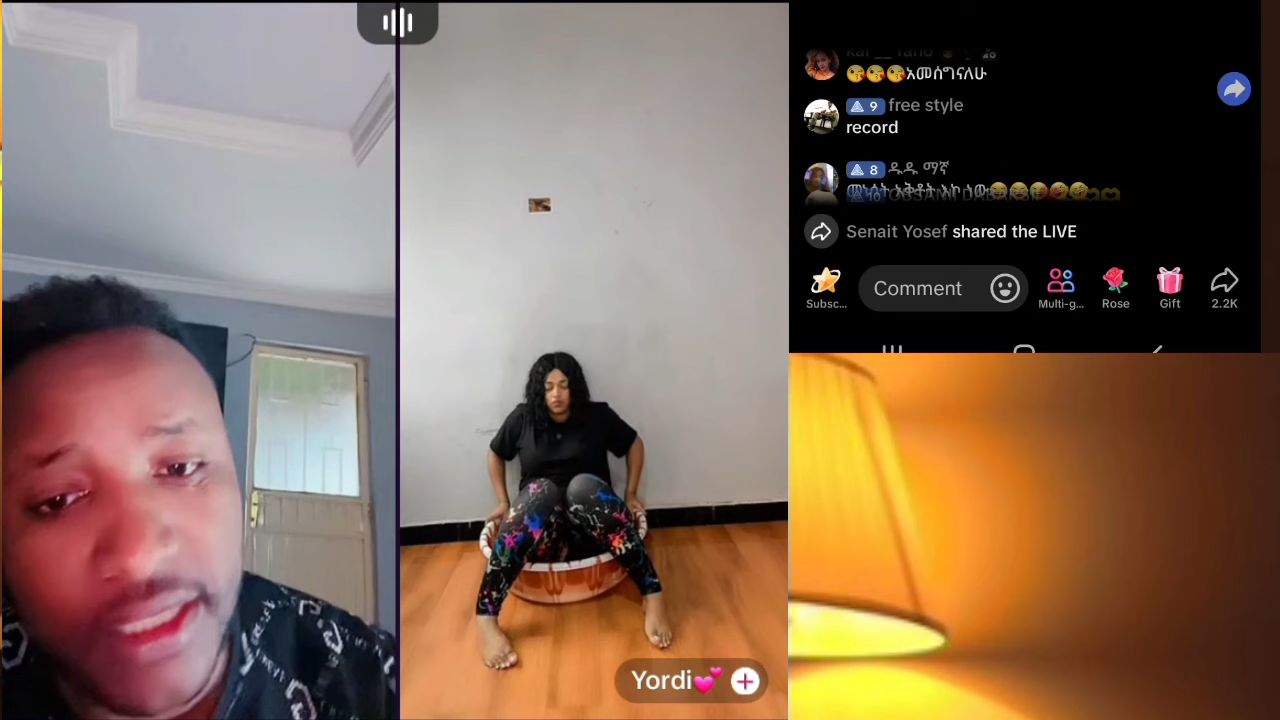 Yordi💕
😘😘😘አመሰግናለሁ
9 free style
record
8 ዱዱ ማኛ
Senait Yosef shared the LIVE
Subsc...
Comment
Multi-g...
Rose
Gift
2.2K